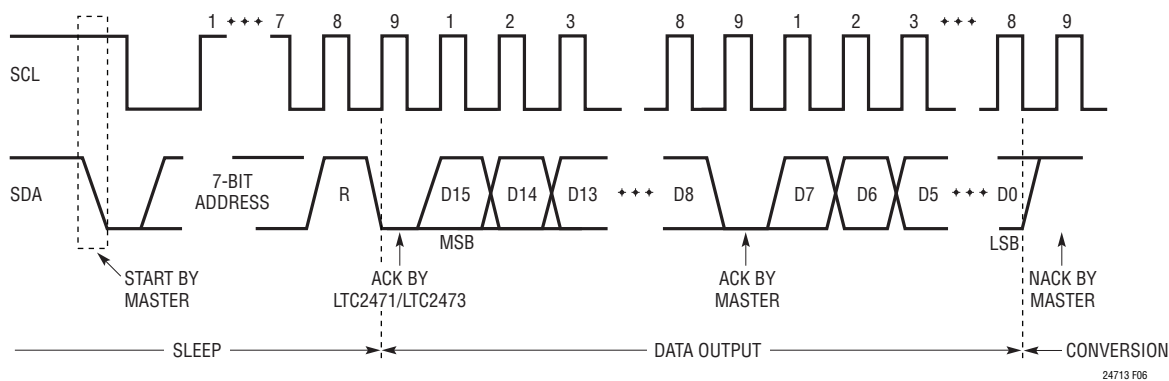 1 ✦✦✦ 7 8 9 1 2 3 8 9 1 2 3 ✦✦✦ 8 9
SCL
SDA
7-BIT
ADDRESS
R
D15 D14 D13 ✦✦✦ D8 D7 D6 D5 ✦✦✦ D0
MSB
LSB
START BY
MASTER
ACK BY
LTC2471/LTC2473
ACK BY
MASTER
NACK BY
MASTER
SLEEP
DATA OUTPUT
CONVERSION
24713 F06